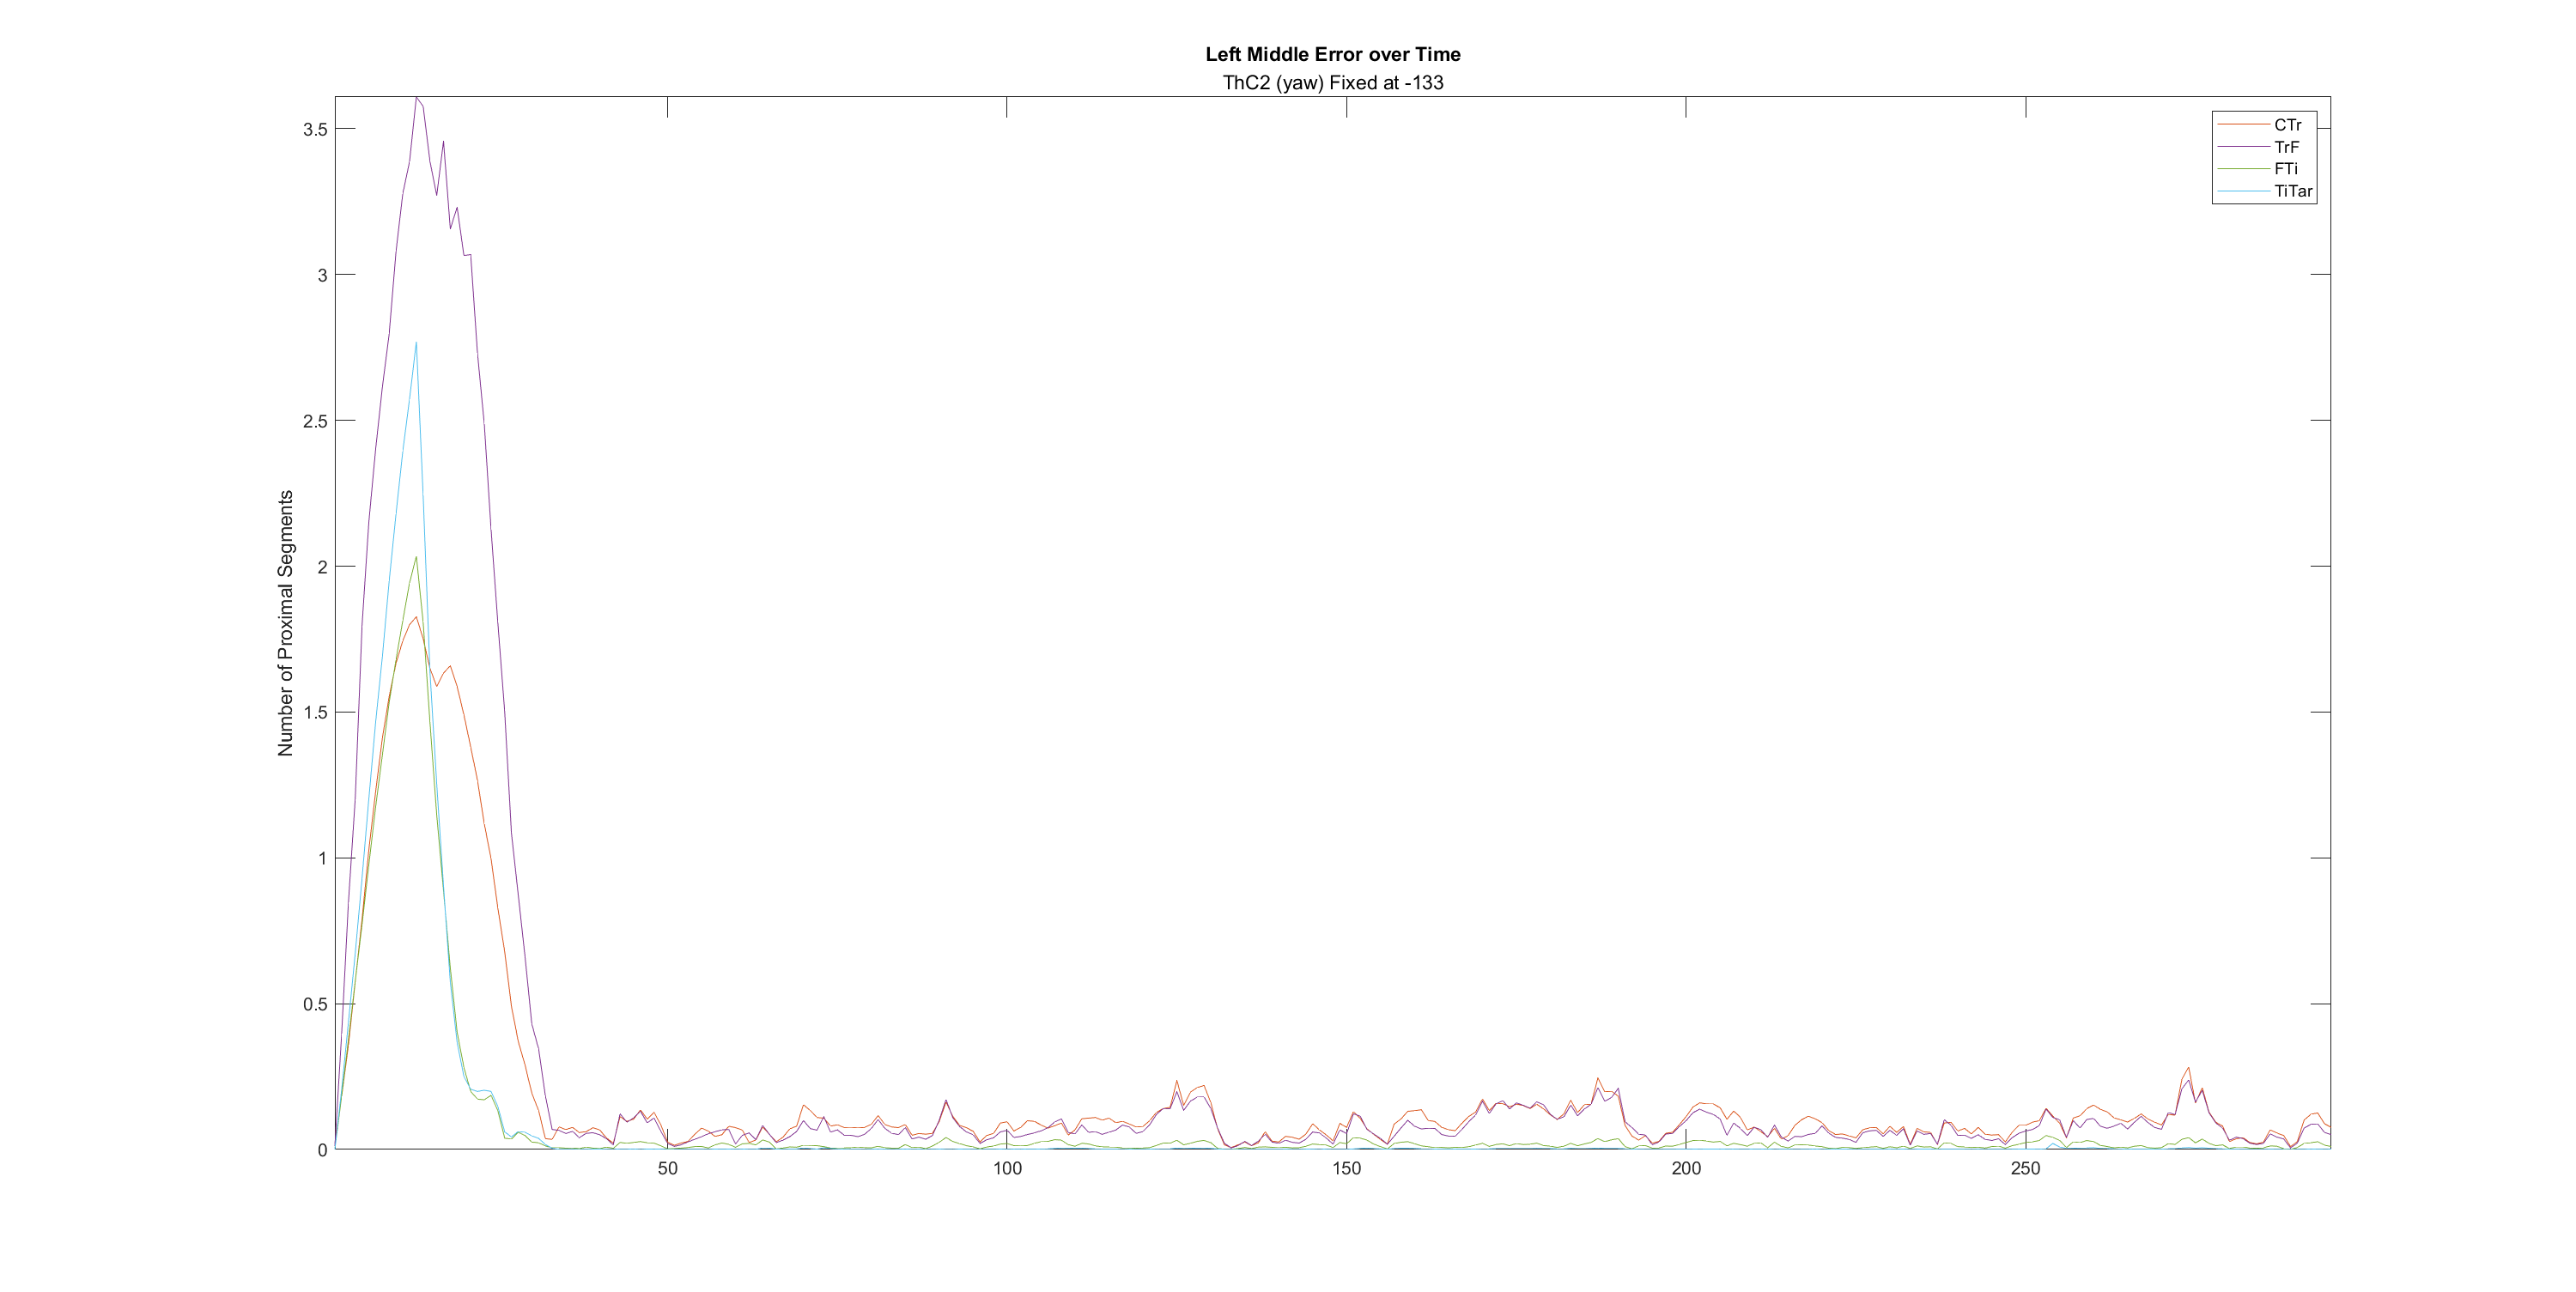 Left Middle Error over Time
ThC2 (yaw) Fixed at -133
Number of Proximal Segments
3.5
3
2.5
2
1.5
1
0.5
0
50
100
150
200
250
CTr
TrF
FTi
TiTar